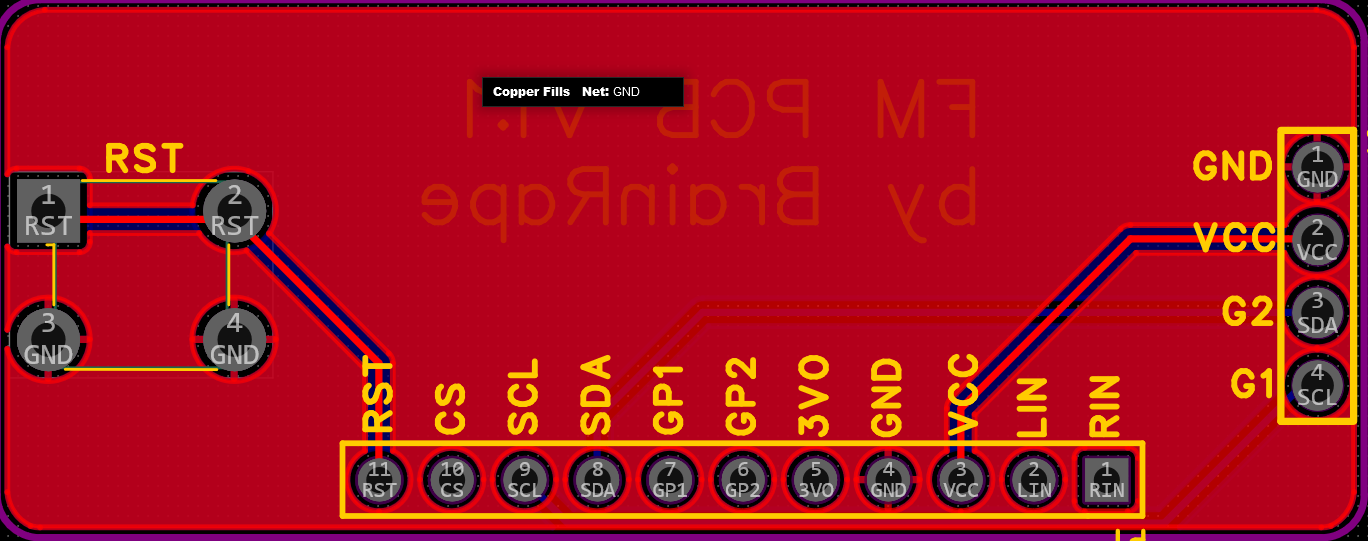 Copper Fills Net: GND
FM PCB V1.1
by BrainRape
RST
1
RST
2
RST
3
GND
4
GND
GND
VCC
G2
G1
1
GND
2
VCC
3
SDA
4
SCL
RST
CS
SCL
SDA
GP1
GP2
3VO
GND
VCC
LIN
RIN
11
RST
10
CS
9
SCL
8
SDA
7
GP1
6
GP2
5
3VO
4
GND
3
VCC
2
LIN
1
RIN